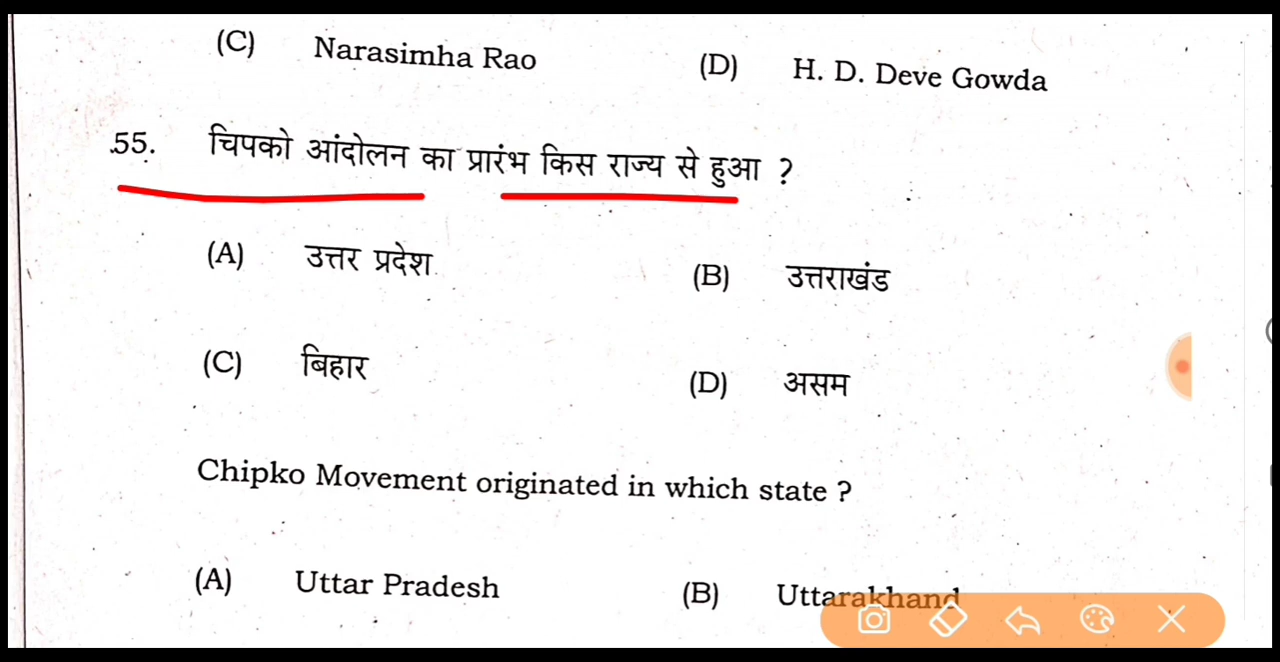 (C) Narasimha Rao (D) H. D. Deve Gowda
55. चिपको आंदोलन का प्रारंभ किस राज्य से हुआ ?
(A) उत्तर प्रदेश (B) उत्तराखंड
(C) बिहार (D) असम
Chipko Movement originated in which state ?
(A) Uttar Pradesh (B) Uttarakhand